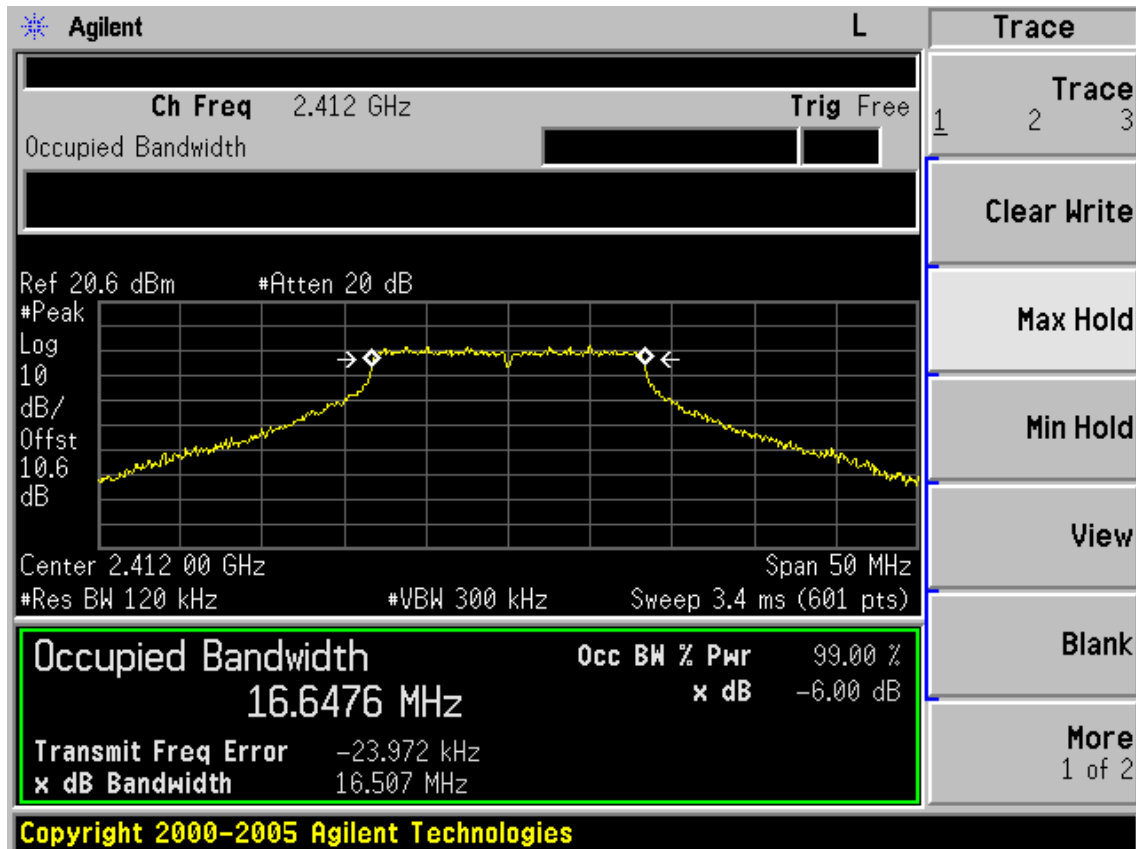 Agilent L Trace
Ch Freq 2.412 GHz Trig Free
Occupied Bandwidth
Trace
1 2 3
Clear Write
Ref 20.6 dBm #Atten 20 dB
#Peak
Log
10
dB/
Offst
10.6
dB
Max Hold
Min Hold
View
Center 2.412 00 GHz Span 50 MHz
#Res BW 120 kHz #VBW 300 kHz Sweep 3.4 ms (601 pts)
Occupied Bandwidth Occ BW % Pwr 99.00 %
16.6476 MHz x dB -6.00 dB
Blank
Transmit Freq Error -23.972 kHz
x dB Bandwidth 16.507 MHz
More
1 of 2
Copyright 2000-2005 Agilent Technologies